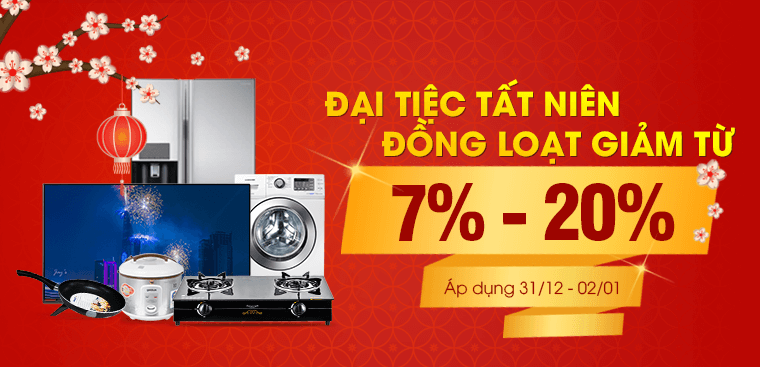 ĐẠI TIỆC TẤT NIÊN
ĐỒNG LOẠT GIẢM TỪ
7% - 20%
Áp dụng 31/12 - 02/01